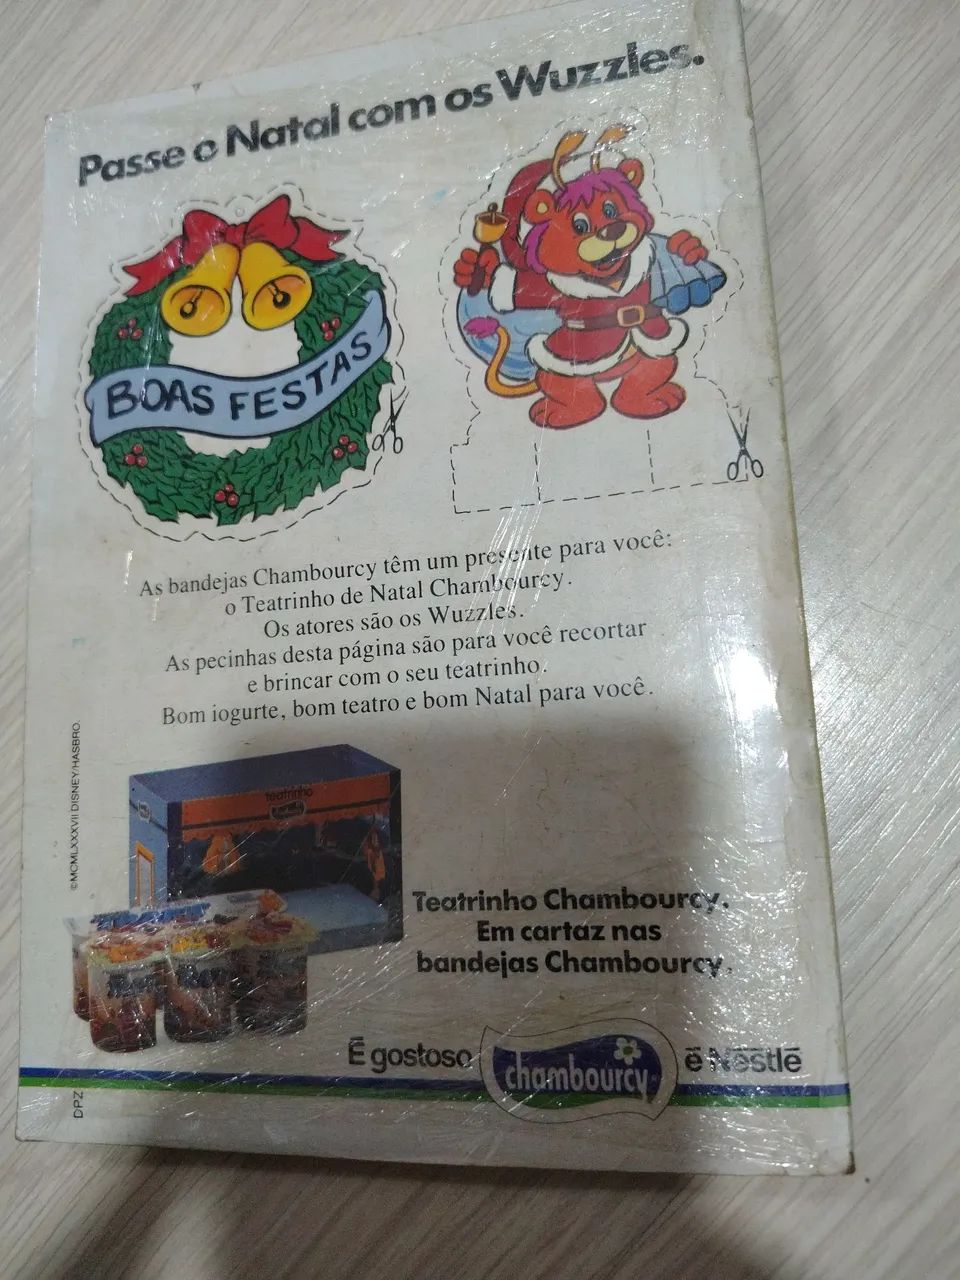 Passe o Natal com os Wuzzles.
BOAS FESTAS
As bandejas Chambourcy têm um presente para você:
o Teatrinho de Natal Chambourcy.
Os atores são os Wuzzles.
As pecinhas desta página são para você recortar
e brincar com o seu teatrinho.
Bom iogurte, bom teatro e bom Natal para você.
©MCMLXXXVII DISNEY/HASBRO.
Teatrinho
Teatrinho Chambourcy.
Em cartaz nas
bandejas Chambourcy.
É gostoso chambourcy é Nestlé
DPZ